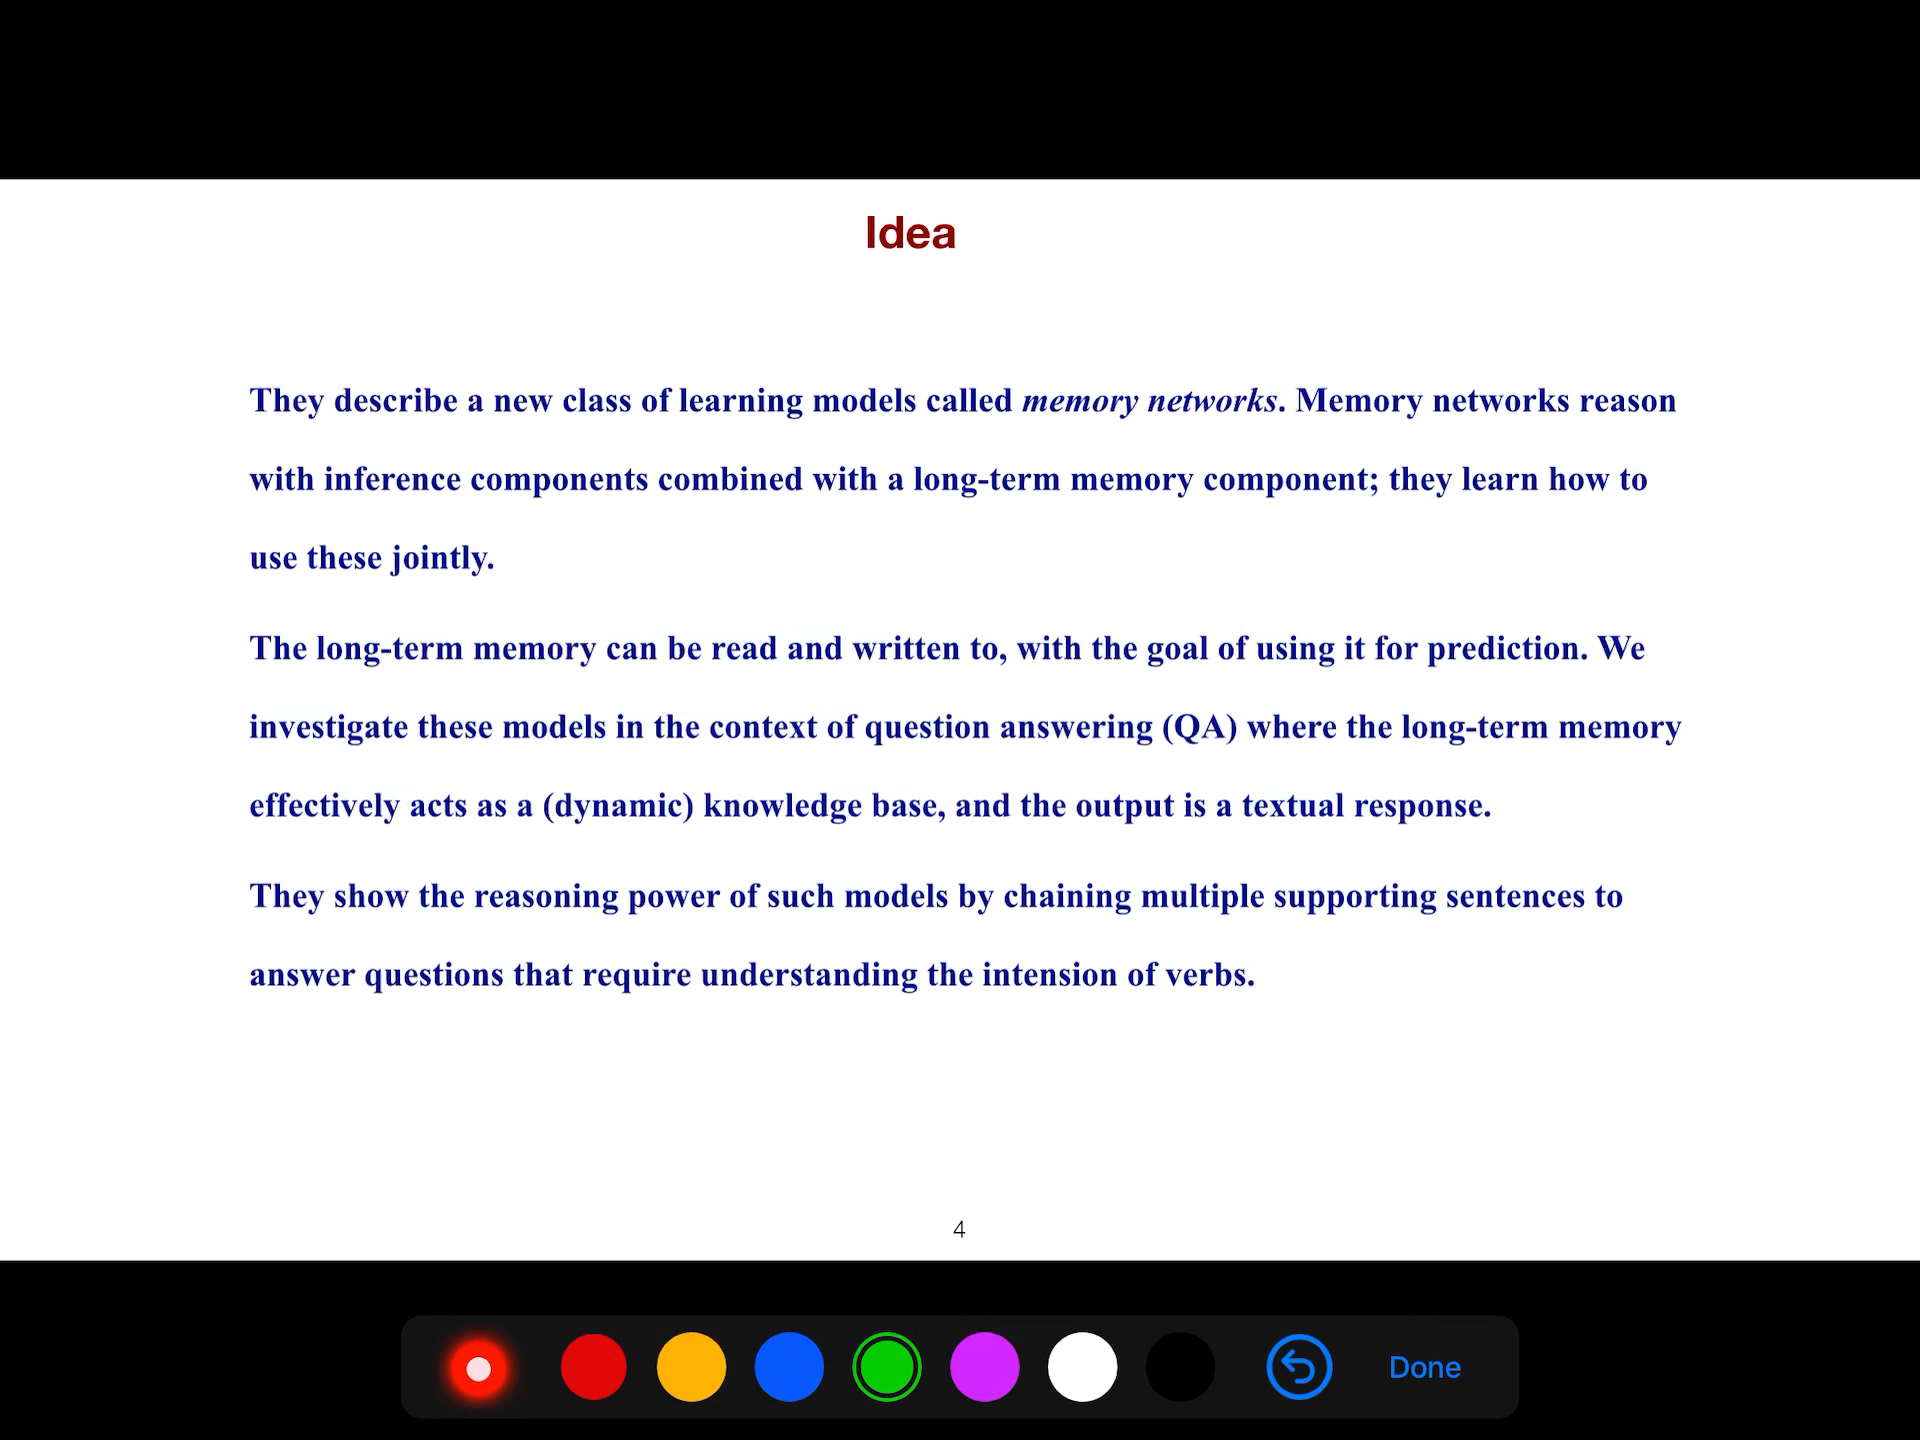 Idea
They describe a new class of learning models called memory networks. Memory networks reason
with inference components combined with a long-term memory component; they learn how to
use these jointly.
The long-term memory can be read and written to, with the goal of using it for prediction. We
investigate these models in the context of question answering (QA) where the long-term memory
effectively acts as a (dynamic) knowledge base, and the output is a textual response.
They show the reasoning power of such models by chaining multiple supporting sentences to
answer questions that require understanding the intension of verbs.
4
Done